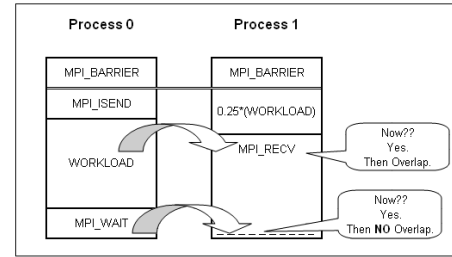 Process 0
Process 1
MPI_BARRIER
MPI_BARRIER
MPI_ISEND
0.25*(WORKLOAD)
WORKLOAD
MPI_RECV
Now??
Yes.
Then Overlap.
MPI_WAIT
Now??
Yes.
Then NO Overlap.